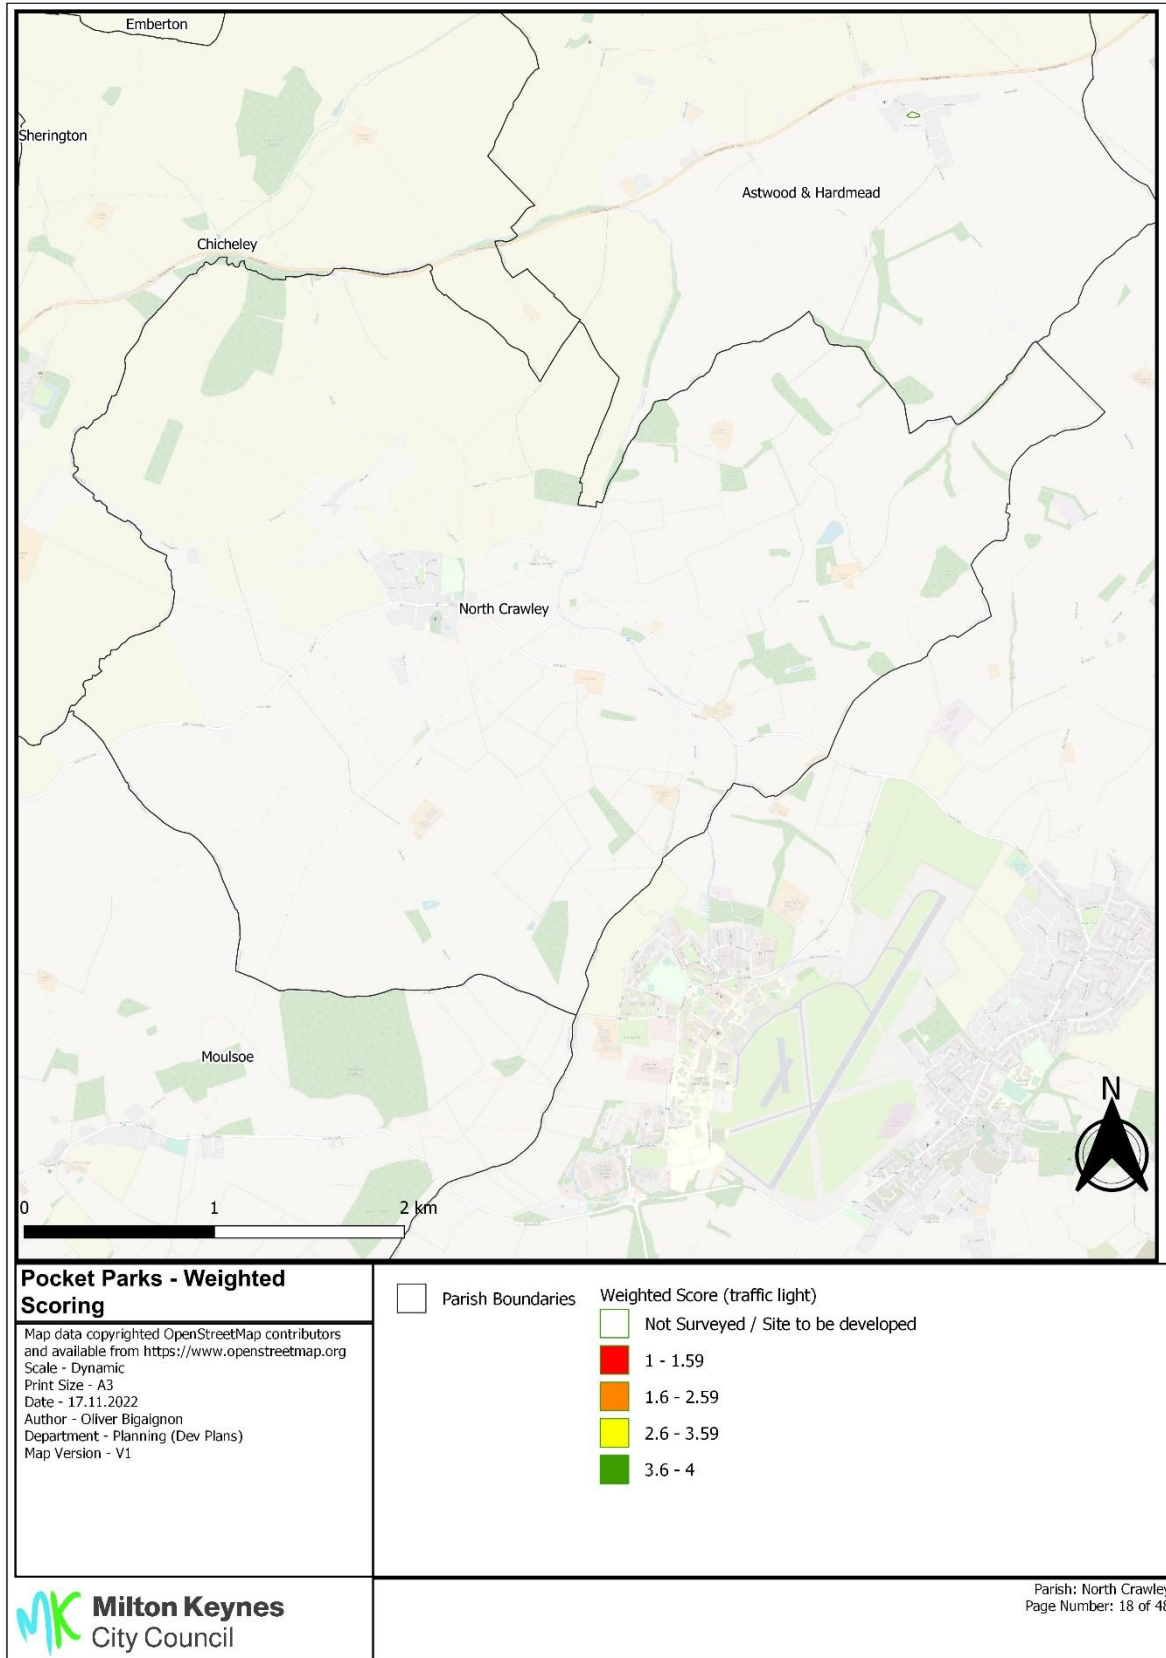 Emberton
Sherington
Astwood & Hardmead
Chicheley
North Crawley
Moulsoe
N
0 1 2 km
Pocket Parks - Weighted
Scoring
Map data copyrighted OpenStreetMap contributors
and available from https://www.openstreetmap.org
Scale - Dynamic
Print Size - A3
Date - 17.11.2022
Author - Oliver Bigaignon
Department - Planning (Dev Plans)
Map Version - V1
Parish Boundaries
Weighted Score (traffic light)
Not Surveyed / Site to be developed
1 - 1.59
1.6 - 2.59
2.6 - 3.59
3.6 - 4
MK Milton Keynes
City Council
Parish: North Crawley
Page Number: 18 of 48